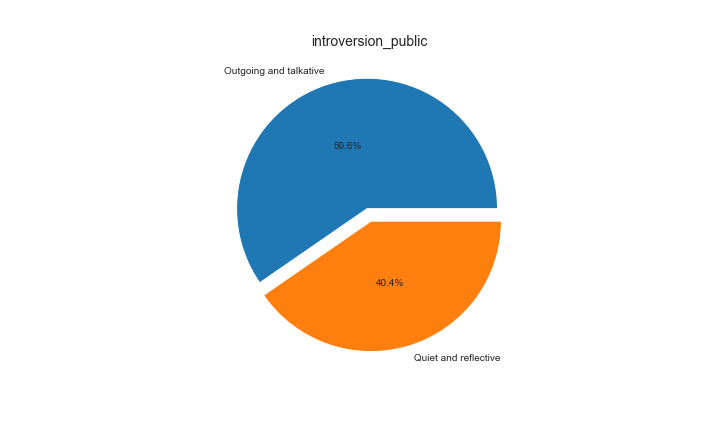 introversion_public
Outgoing and talkative
59.6%
40.4%
Quiet and reflective